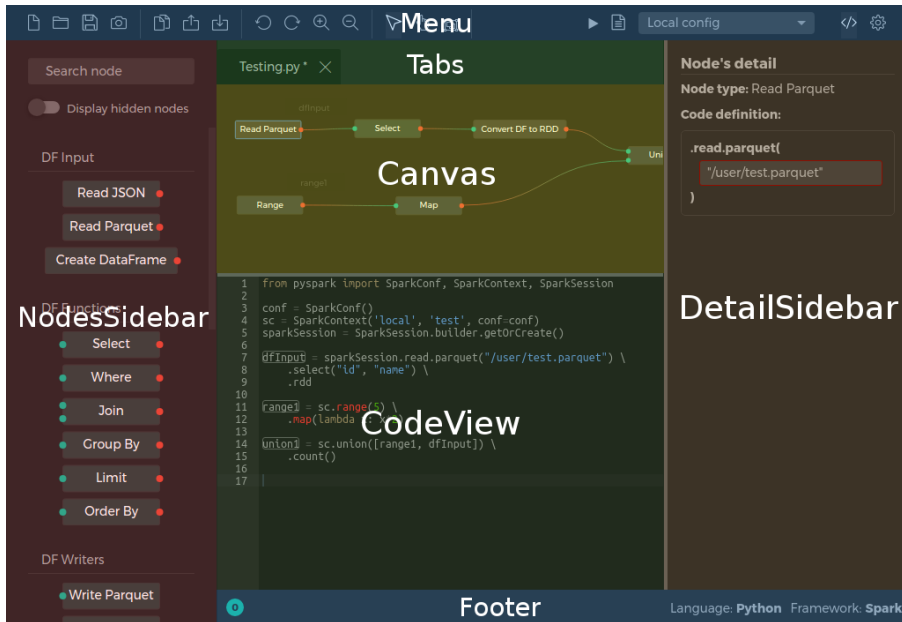 Menu
Local config
</>
Search node
Display hidden nodes
DF Input
Read JSON
Read Parquet
Create DataFrame
DF Functions
NodesSidebar
Select
Where
Join
Group By
Limit
Order By
DF Writers
Write Parquet
Testing.py*
Tabs
dfInput
Read Parquet
Select
Convert DF to RDD
Uni
Canvas
range1
Range
Map
1 from pyspark import SparkConf, SparkContext, SparkSession
2
3 conf = SparkConf()
4 sc = SparkContext('local', 'test', conf=conf)
5 sparkSession = SparkSession.builder.getOrCreate()
6
7 dfInput = sparkSession.read.parquet("/user/test.parquet") \
8 .select("id", "name") \
9 .rdd
10
11 range1 = sc.range(5) \
12 .map(lambda
13
14 union1 = sc.union([range1, dfInput]) \
15 .count()
16
17
CodeView
Node's detail
Node type: Read Parquet
Code definition:
.read.parquet(
"/user/test.parquet"
)
DetailSidebar
0
Footer
Language: Python Framework: Spark